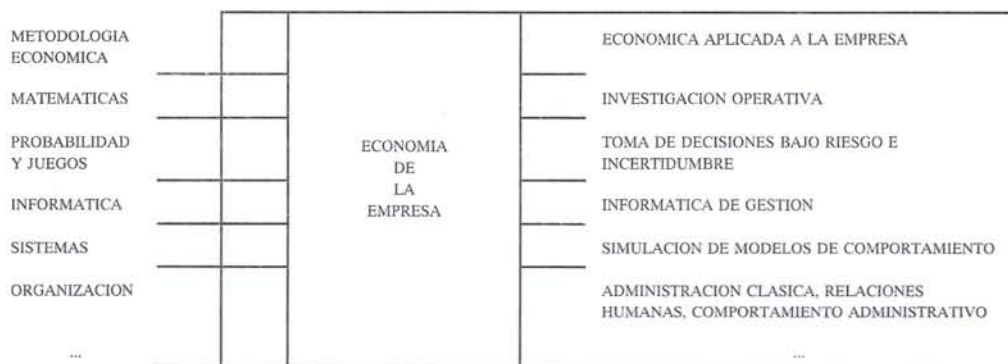 METODOLOGIA
ECONOMICA
ECONOMICA APLICADA A LA EMPRESA
MATEMATICAS
INVESTIGACION OPERATIVA
PROBABILIDAD
Y JUEGOS
ECONOMIA
DE
LA
EMPRESA
TOMA DE DECISIONES BAJO RIESGO E
INCERTIDUMBRE
INFORMATICA
INFORMATICA DE GESTION
SISTEMAS
SIMULACION DE MODELOS DE COMPORTAMIENTO
ORGANIZACION
ADMINISTRACION CLASICA, RELACIONES
HUMANAS, COMPORTAMIENTO ADMINISTRATIVO
...
...